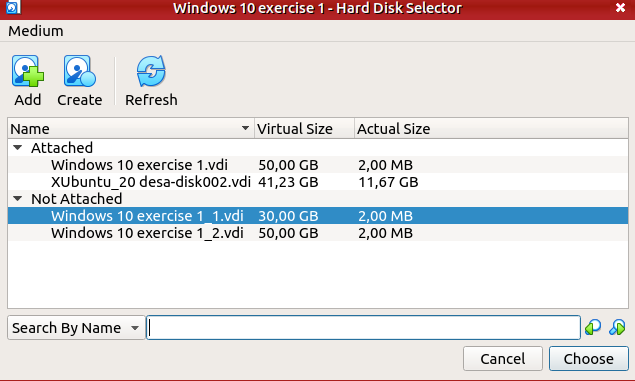 Windows 10 exercise 1 - Hard Disk Selector
Medium
Add Create Refresh
Name Virtual Size Actual Size
Attached
Windows 10 exercise 1.vdi 50,00 GB 2,00 MB
XUbuntu_20 desa-disk002.vdi 41,23 GB 11,67 GB
Not Attached
Windows 10 exercise 1_1.vdi 30,00 GB 2,00 MB
Windows 10 exercise 1_2.vdi 50,00 GB 2,00 MB
Search By Name
Cancel Choose